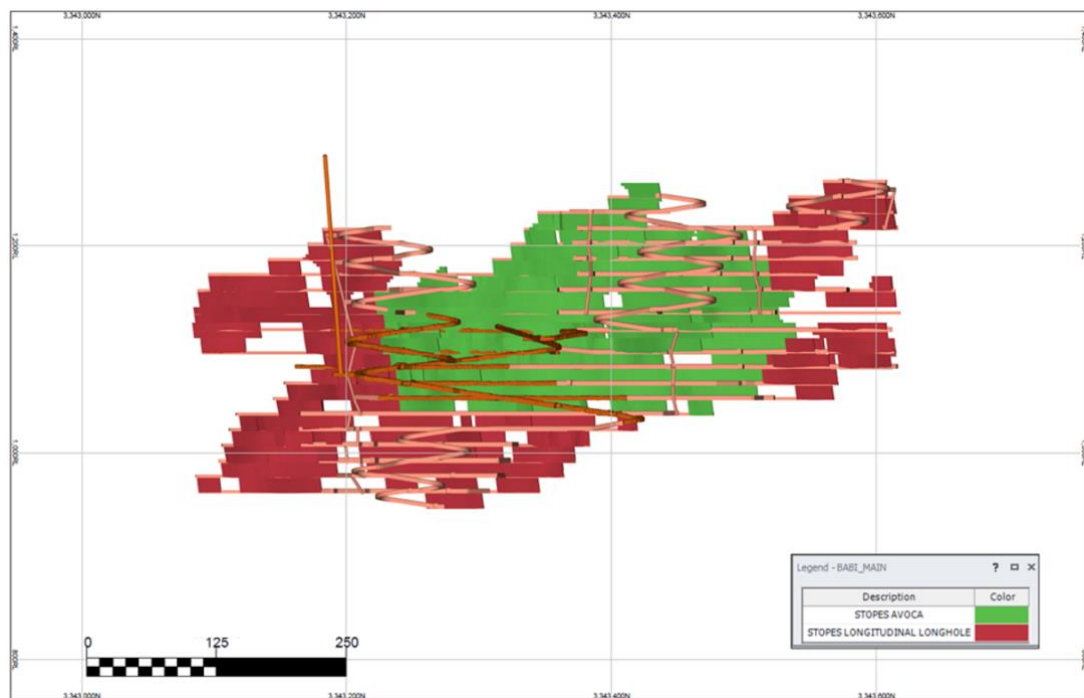 3,343,000N 3,343,200N 3,343,400N 3,343,600N
0 125 250
Legend - BABI_MAIN ? X
Description Color
STOPES AVOCA
STOPES LONGITUDINAL LONGHOLE
3,343,000N 3,343,200N 3,343,400N 3,343,600N